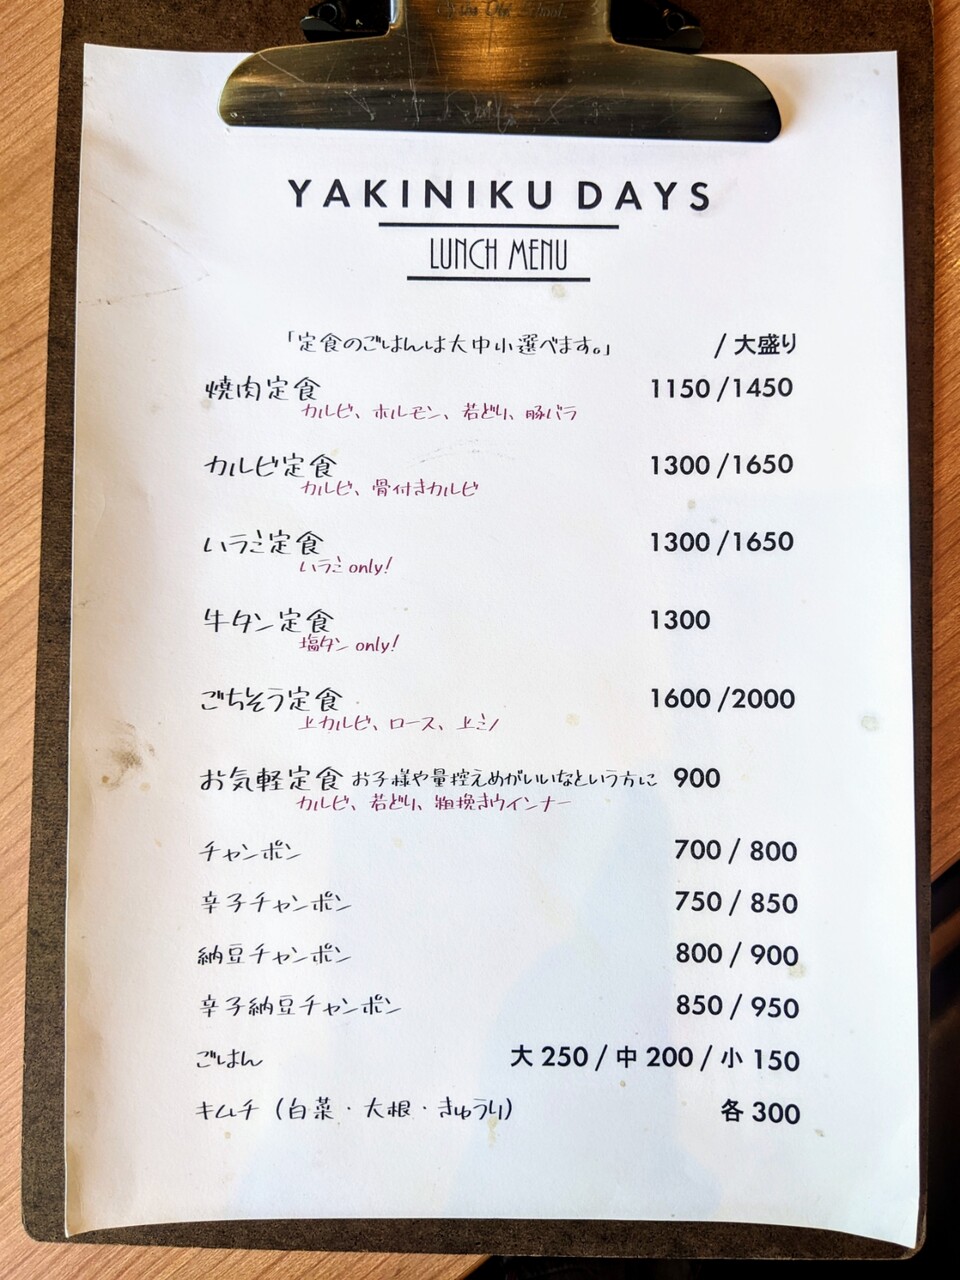 YAKINIKU DAYS
LUNCH MENU
「定食のごはんは大中小選べます。」 / 大盛り
焼肉定食 1150 /1450
カルビ、ホルモン、若どり、豚バラ
カルビ定食 1300 /1650
カルビ、骨付きカルビ
ハラミ定食 1300 /1650
ハラミ only!
牛タン定食 1300
塩タン only!
ごちそう定食 1600 /2000
上カルビ、ロース、上ミノ
お気軽定食 お子様や量控えめがいいなという方に 900
カルビ、若どり、粗挽きウインナー
チャンポン 700 / 800
辛子チャンポン 750 / 850
納豆チャンポン 800 / 900
辛子納豆チャンポン 850 / 950
ごはん 大 250 / 中 200 / 小 150
キムチ（白菜・大根・きゅうり） 各 300